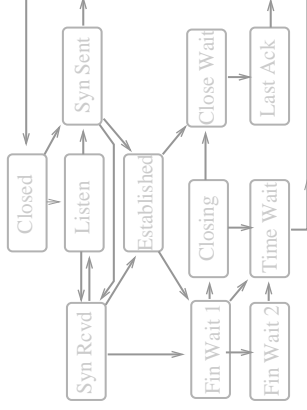 Closed
Syn Sent
Listen
Syn Rcvd
Established
Close Wait
Closing
Fin Wait 1
Last Ack
Time Wait
Fin Wait 2